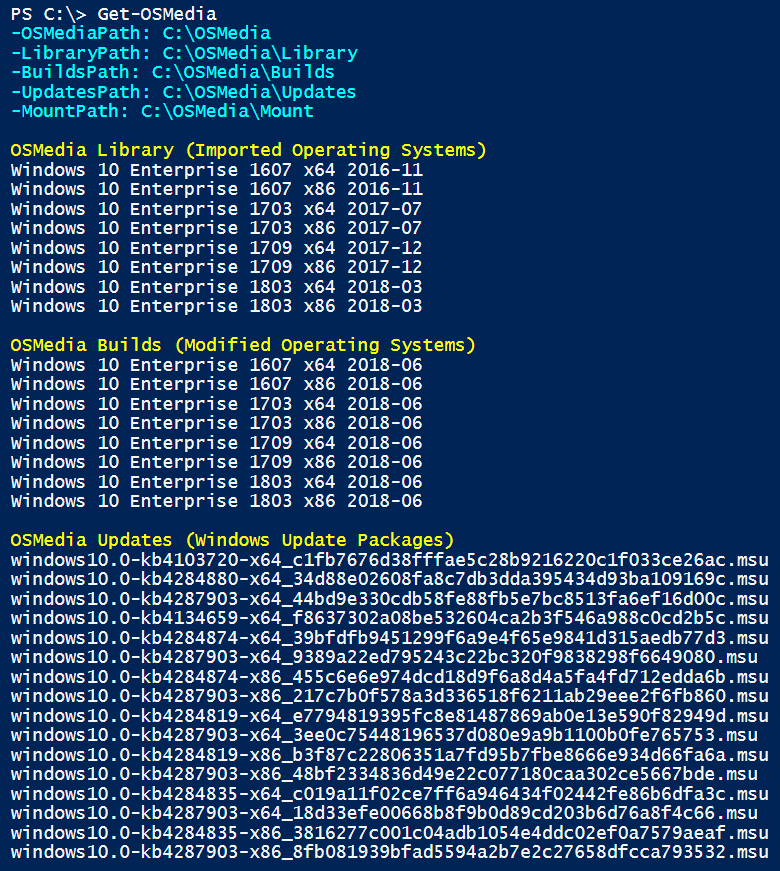 PS C:\> Get-OSMedia
-OSMediaPath: C:\OSMedia
-LibraryPath: C:\OSMedia\Library
-BuildsPath: C:\OSMedia\Builds
-UpdatesPath: C:\OSMedia\Updates
-MountPath: C:\OSMedia\Mount
OSMedia Library (Imported Operating Systems)
Windows 10 Enterprise 1607 x64 2016-11
Windows 10 Enterprise 1607 x86 2016-11
Windows 10 Enterprise 1703 x64 2017-07
Windows 10 Enterprise 1703 x86 2017-07
Windows 10 Enterprise 1709 x64 2017-12
Windows 10 Enterprise 1709 x86 2017-12
Windows 10 Enterprise 1803 x64 2018-03
Windows 10 Enterprise 1803 x86 2018-03
OSMedia Builds (Modified Operating Systems)
Windows 10 Enterprise 1607 x64 2018-06
Windows 10 Enterprise 1607 x86 2018-06
Windows 10 Enterprise 1703 x64 2018-06
Windows 10 Enterprise 1703 x86 2018-06
Windows 10 Enterprise 1709 x64 2018-06
Windows 10 Enterprise 1709 x86 2018-06
Windows 10 Enterprise 1803 x64 2018-06
Windows 10 Enterprise 1803 x86 2018-06
OSMedia Updates (Windows Update Packages)
windows10.0-kb4103720-x64_c1fb7676d38fffae5c28b9216220c1f033ce26ac.msu
windows10.0-kb4284880-x64_34d88e02608fa8c7db3dda395434d93ba109169c.msu
windows10.0-kb4287903-x64_44bd9e330cdb58fe88fb5e7bc8513fa6ef16d00c.msu
windows10.0-kb4134659-x64_f8637302a08be532604ca2b3f546a988c0cd2b5c.msu
windows10.0-kb4284874-x64_39bfdfb9451299f6a9e4f65e9841d315aedb77d3.msu
windows10.0-kb4287903-x64_9389a22ed795243c22bc320f9838298f6649080.msu
windows10.0-kb4284874-x86_455c6e6e974dcd18d9f6a8d4a5fa4fd712edda6b.msu
windows10.0-kb4287903-x86_217c7b0f578a3d336518f6211ab29eee2f6fb860.msu
windows10.0-kb4284819-x64_e7794819395fc8e81487869ab0e13e590f82949d.msu
windows10.0-kb4287903-x64_3ee0c75448196537d080e9a9b1100b0fe765753.msu
windows10.0-kb4284819-x86_b3f87c22806351a7fd95b7fbe8666e934d66fa6a.msu
windows10.0-kb4287903-x86_48bf2334836d49e22c077180caa302ce5667bde.msu
windows10.0-kb4284835-x64_c019a11f02ce7ff6a946434f02442fe86b6dfa3c.msu
windows10.0-kb4287903-x64_18d33efe00668b8f9b0d89cd203b6d76a8f4c66.msu
windows10.0-kb4284835-x86_3816277c001c04adb1054e4ddc02ef0a7579aeaf.msu
windows10.0-kb4287903-x86_8fb081939bfad5594a2b7e2c27658dfcca793532.msu